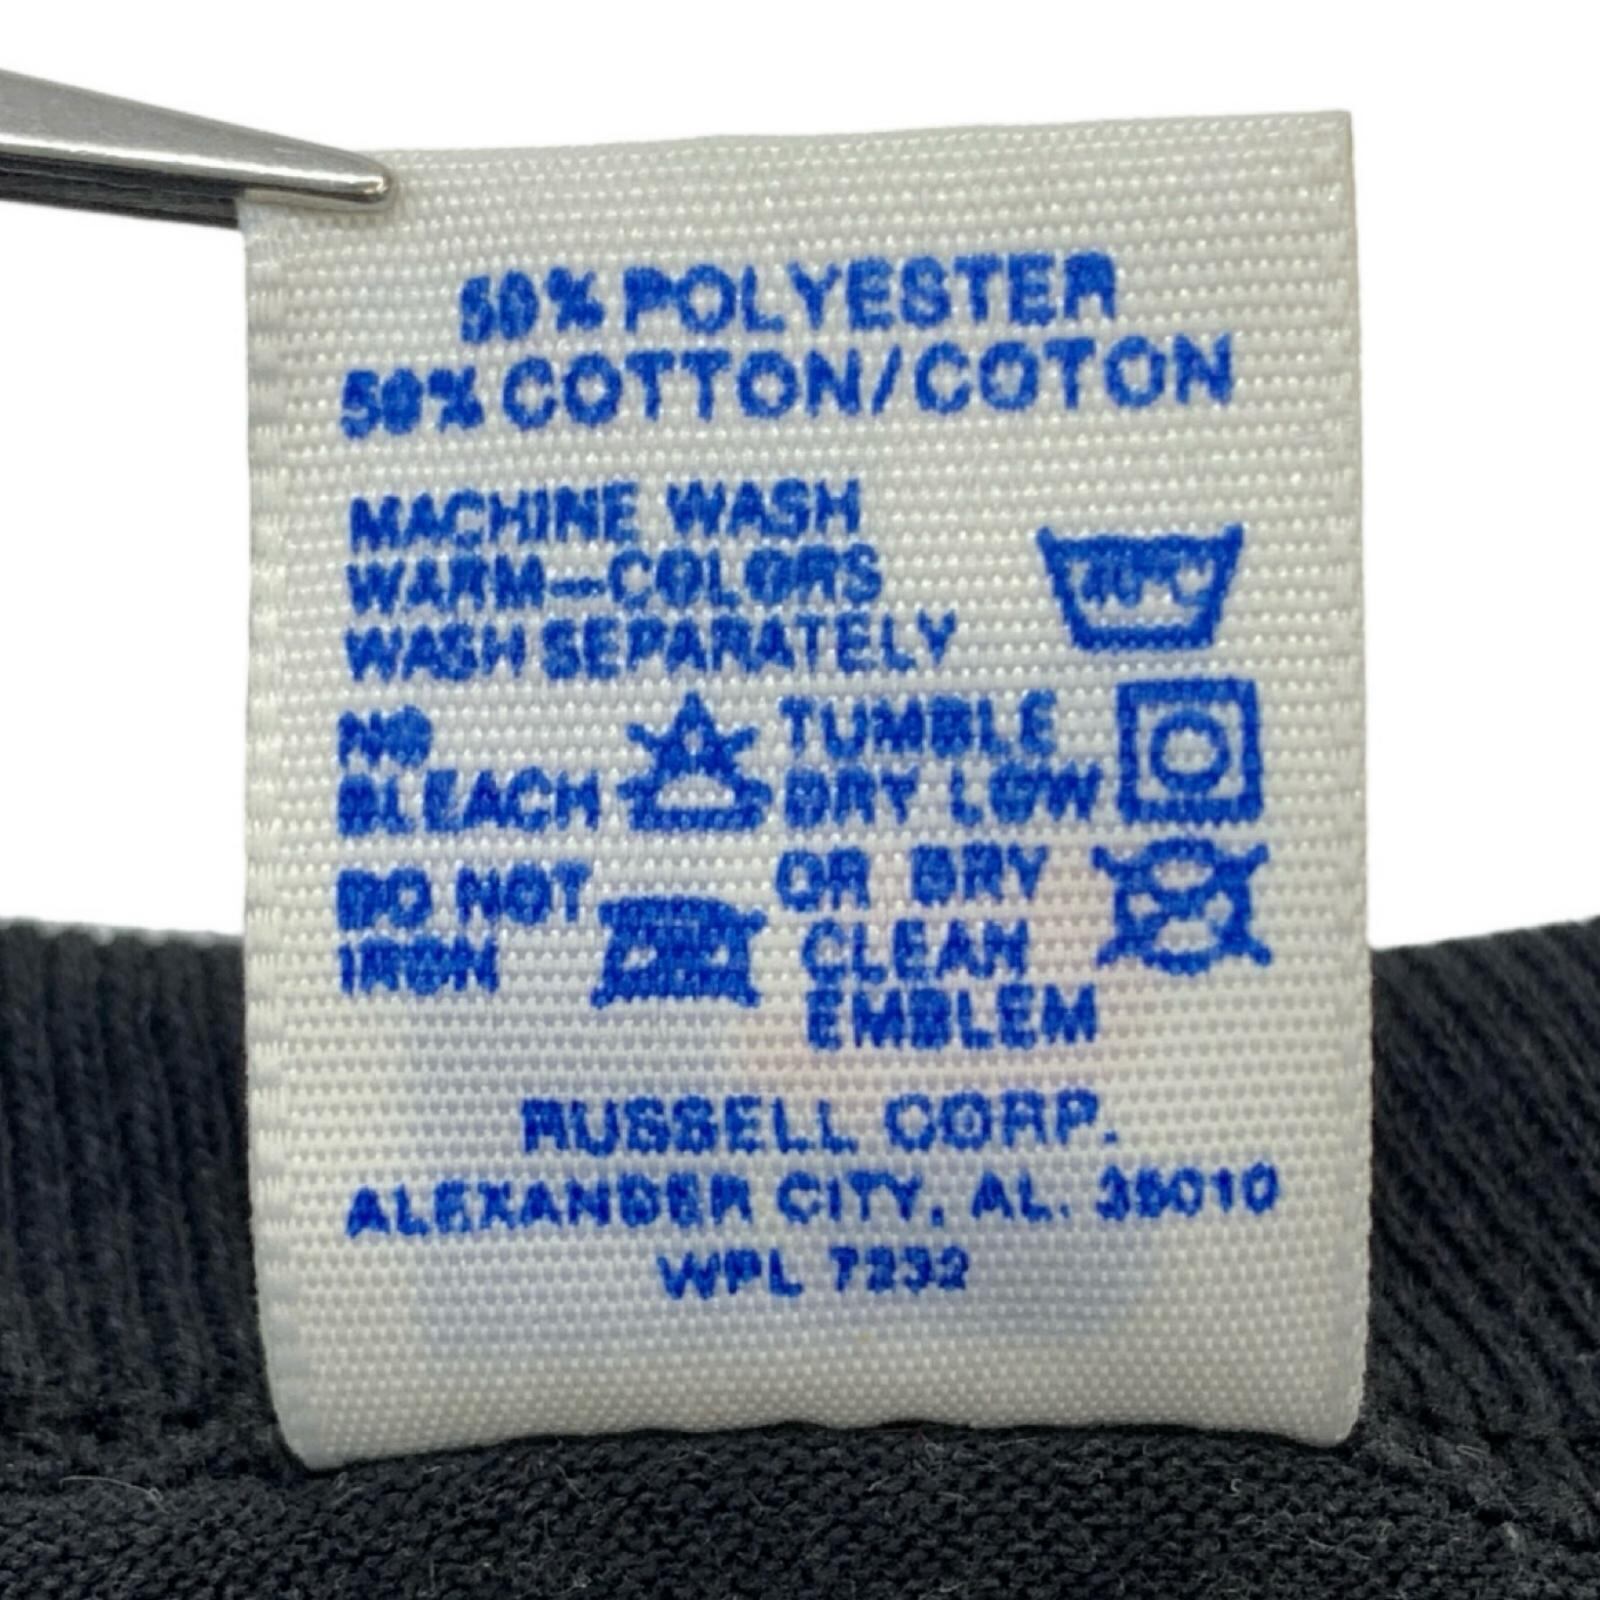 50% POLYESTER
50% COTTON/COTON
MACHINE WASH
WARM—COLORS
WASH SEPARATELY
40°C
NO
BLEACH
TUMBLE
DRY LOW
DO NOT
IRON
OR DRY
CLEAN
EMBLEM
RUSSELL CORP.
ALEXANDER CITY, AL. 35010
WPL 7232